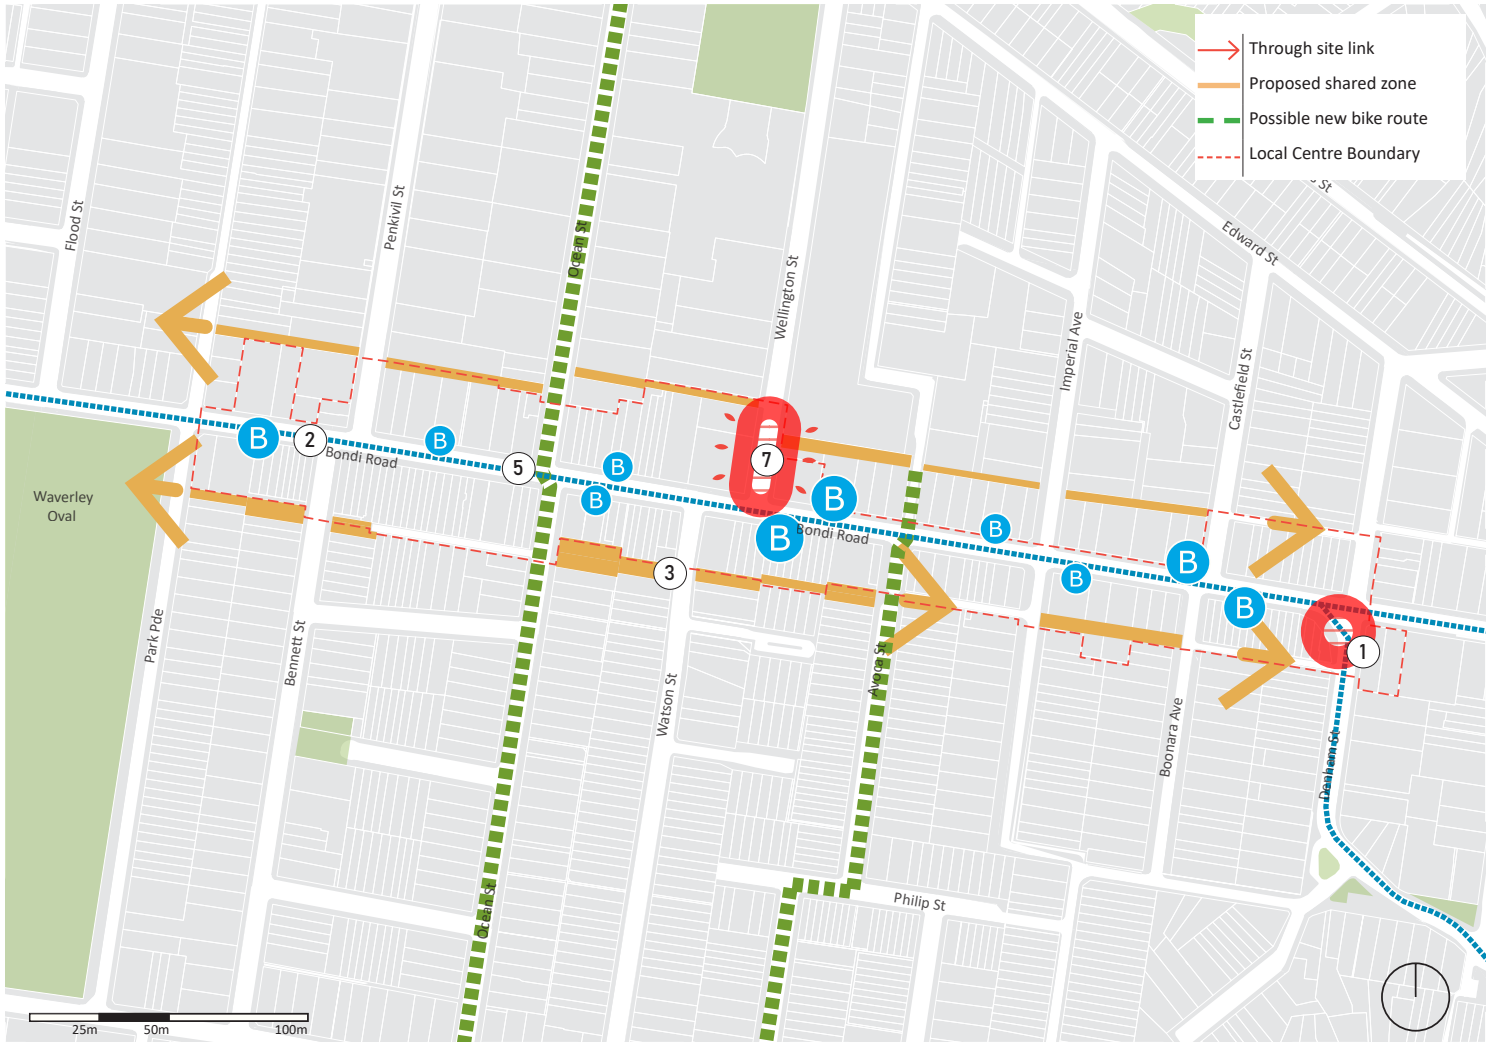 Through site link
Proposed shared zone
Possible new bike route
Local Centre Boundary
St
Edward St
Flood St
Penkivil St
Ocean St
Wellington St
Imperial Ave
Castlefield St
B
2
Bondi Road
B
5
B
B
7
B
B
Bondi Road
B
B
B
B
1
Waverley
Oval
3
Park Pde
Bennett St
Watson St
Avoca St
Boonara Ave
Denham St
Ocean St
Philip St
25m
50m
100m